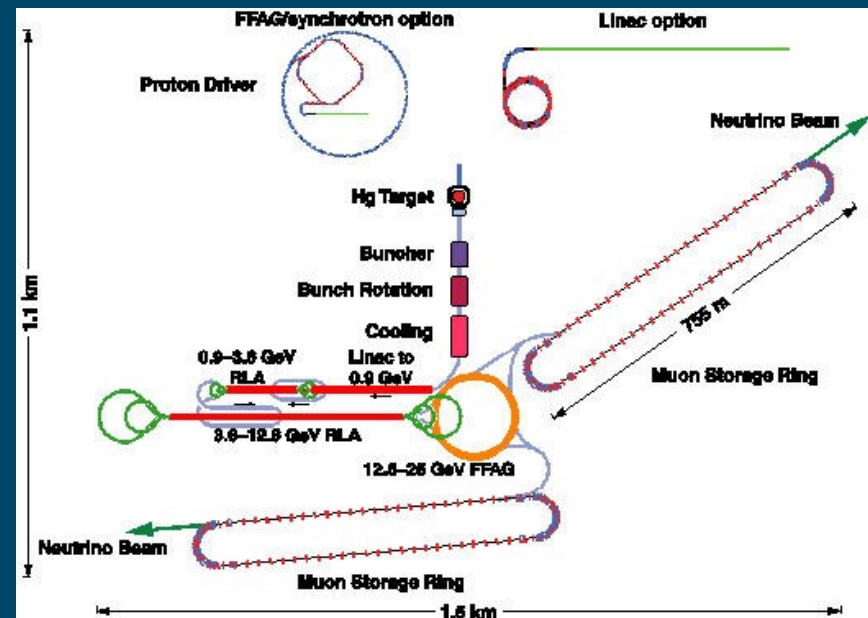 FFAG/synchrotron option
Linac option
Proton Driver
Neutrino Beam
Hg Target
Buncher
Bunch Rotation
Cooling
1.1 km
755 m
0.9–3.6 GeV
RLA
Linac to
0.9 GeV
Muon Storage Ring
3.6–12.6 GeV RLA
12.6–25 GeV FFAG
Neutrino Beam
Muon Storage Ring
1.5 km